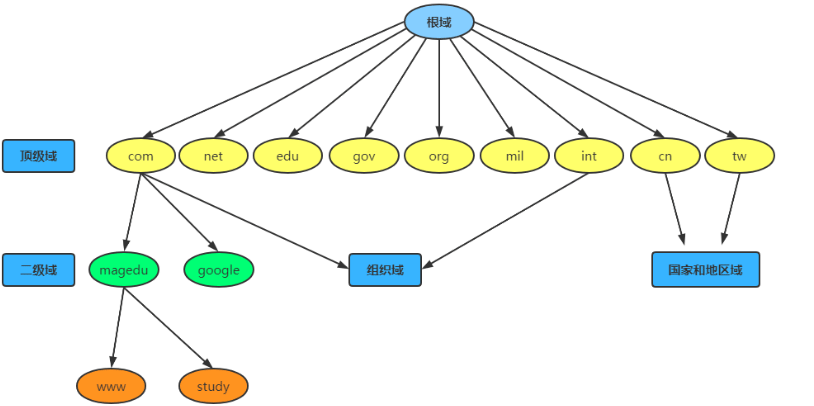 根域
顶级域
com
net
edu
gov
org
mil
int
cn
tw
二级域
magedu
google
组织域
国家和地区域
www
study